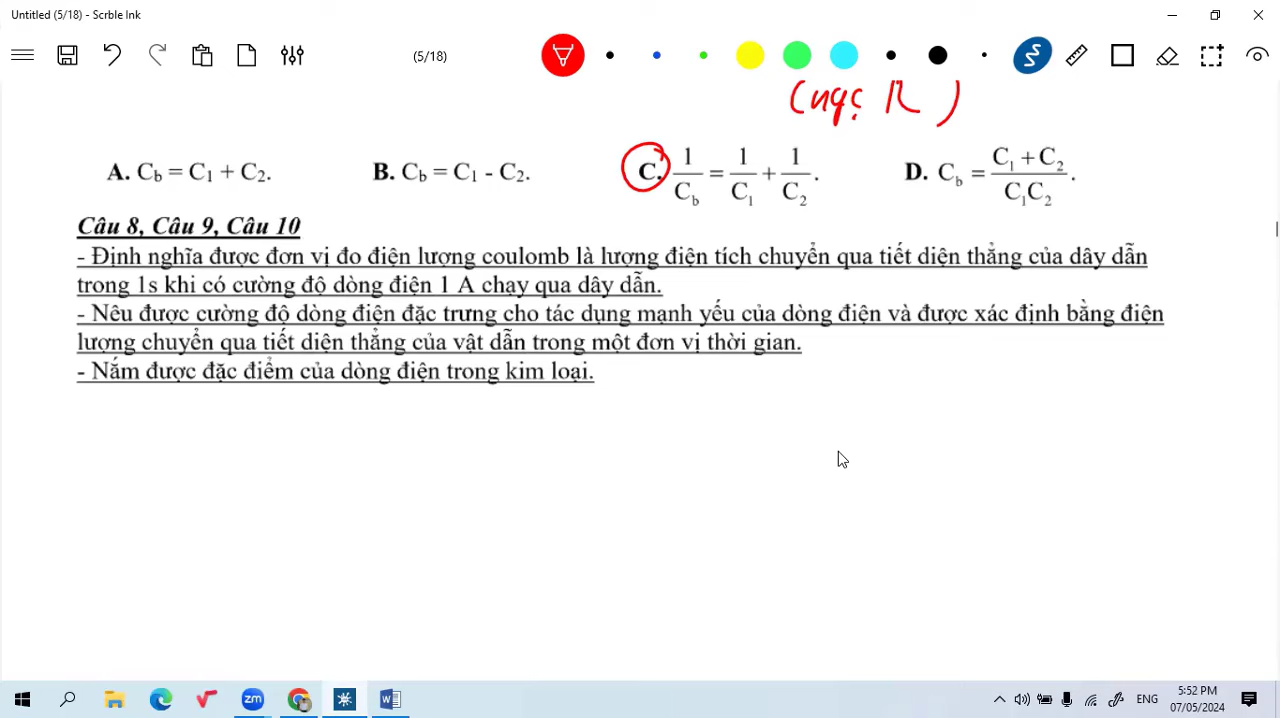 Untitled (5/18) - Scrble Ink
(5/18)
(ngc R )
A. Cb = C1 + C2. B. Cb = C1 - C2. C. 1/Cb = 1/C1 + 1/C2. D. Cb = (C1 + C2)/(C1C2).
Câu 8, Câu 9, Câu 10
- Định nghĩa được đơn vị đo điện lượng coulomb là lượng điện tích chuyển qua tiết diện thẳng của dây dẫn
trong 1s khi có cường độ dòng điện 1 A chạy qua dây dẫn.
- Nêu được cường độ dòng điện đặc trưng cho tác dụng mạnh yếu của dòng điện và được xác định bằng điện
lượng chuyển qua tiết diện thẳng của vật dẫn trong một đơn vị thời gian.
- Nắm được đặc điểm của dòng điện trong kim loại.
zm
ENG
5:52 PM
07/05/2024